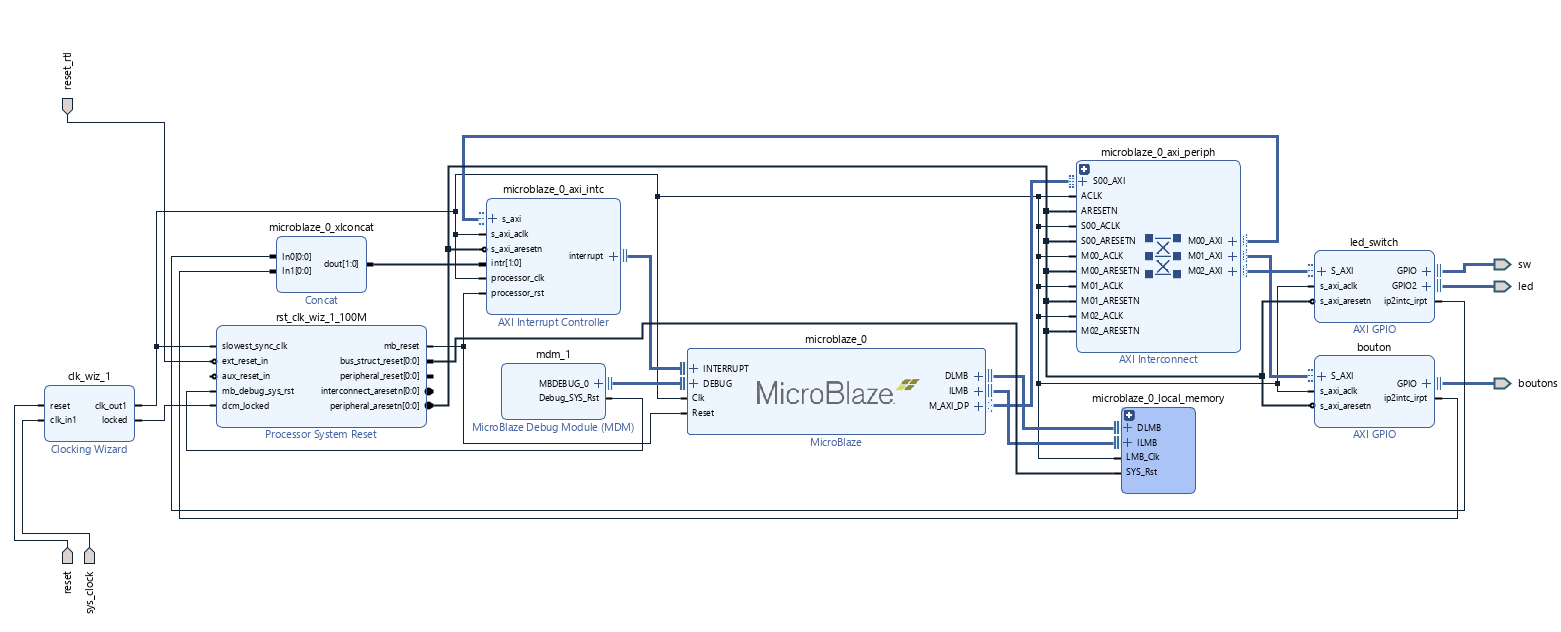 reset_rtl
microblaze_0_axi_periph
S00_AXI
ACLK
ARESETN
S00_ACLK
S00_ARESETN
M00_ACLK
M00_ARESETN
M01_ACLK
M01_ARESETN
M02_ACLK
M02_ARESETN
M00_AXI
M01_AXI
M02_AXI
AXI Interconnect
microblaze_0_axi_intc
s_axi
s_axi_aclk
s_axi_aresetn
intr[1:0]
processor_clk
processor_rst
interrupt
AXI Interrupt Controller
microblaze_0_xlconcat
In0[0:0]
In1[0:0]
dout[1:0]
Concat
led_switch
S_AXI
s_axi_aclk
s_axi_aresetn
GPIO
GPIO2
ip2intc_irpt
AXI GPIO
sw
led
rst_clk_wiz_1_100M
slowest_sync_clk
ext_reset_in
aux_reset_in
mb_debug_sys_rst
dcm_locked
mb_reset
bus_struct_reset[0:0]
peripheral_reset[0:0]
interconnect_aresetn[0:0]
peripheral_aresetn[0:0]
Processor System Reset
mdm_1
MBDEBUG_0
Debug_SYS_Rst
MicroBlaze Debug Module (MDM)
microblaze_0
INTERRUPT
DEBUG
Clk
Reset
MicroBlaze
DLMB
ILMB
M_AXI_DP
MicroBlaze
bouton
S_AXI
s_axi_aclk
s_axi_aresetn
GPIO
ip2intc_irpt
AXI GPIO
boutons
clk_wiz_1
reset
clk_in1
clk_out1
locked
Clocking Wizard
microblaze_0_local_memory
DLMB
ILMB
LMB_Clk
SYS_Rst
reset
sys_clock